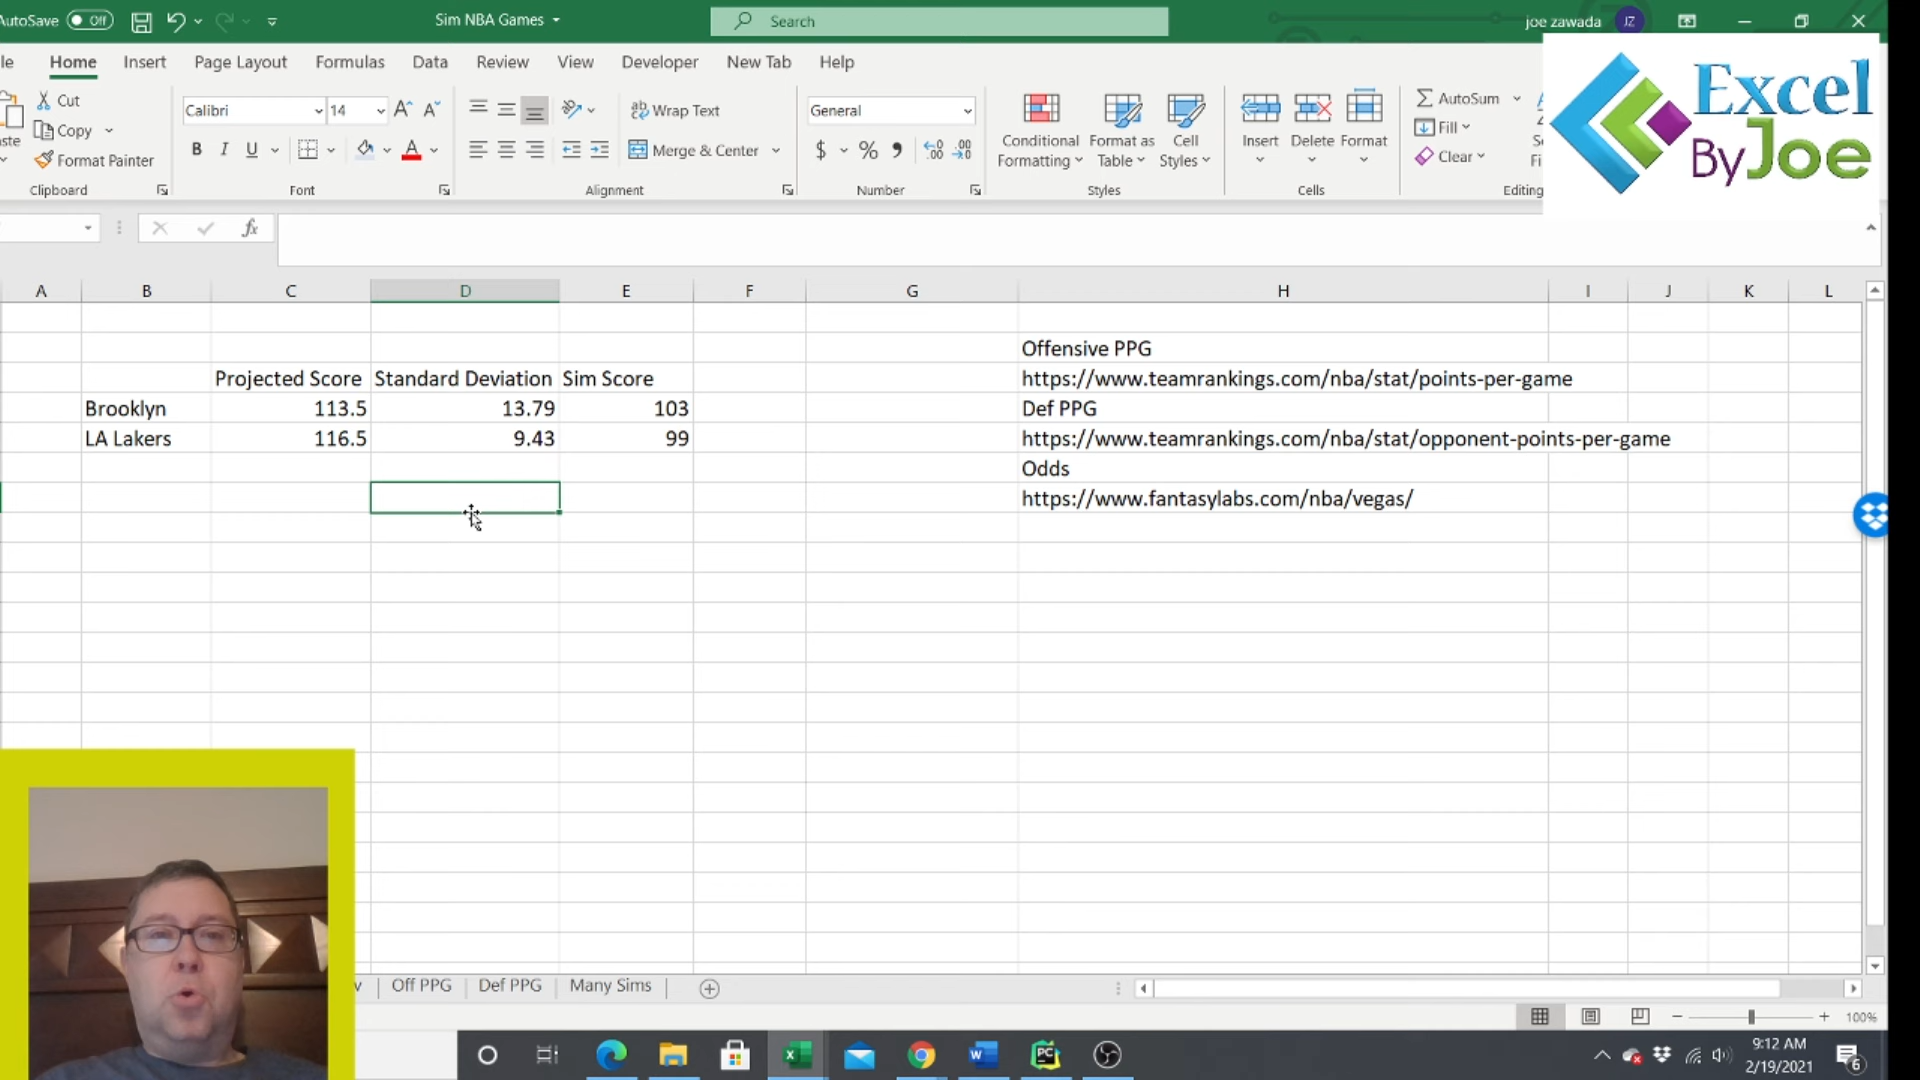 AutoSave Off Sim NBA Games Search joe zawada JZ
Home Insert Page Layout Formulas Data Review View Developer New Tab Help
Cut
Copy
Format Painter
Clipboard
Calibri 14
B I U
Font
Wrap Text
Merge & Center
Alignment
General
$ % 9
Number
Conditional Formatting
Format as Table
Cell Styles
Styles
Insert Delete Format
Cells
AutoSum
Fill
Clear
Editing
Excel
ByJoe
fx
A B C D E F G H I J K L
Offensive PPG
Projected Score Standard Deviation Sim Score https://www.teamrankings.com/nba/stat/points-per-game
Brooklyn 113.5 13.79 103 Def PPG
LA Lakers 116.5 9.43 99 https://www.teamrankings.com/nba/stat/opponent-points-per-game
Odds
https://www.fantasylabs.com/nba/vegas/
Off PPG Def PPG Many Sims
100%
9:12 AM
2/19/2021
6